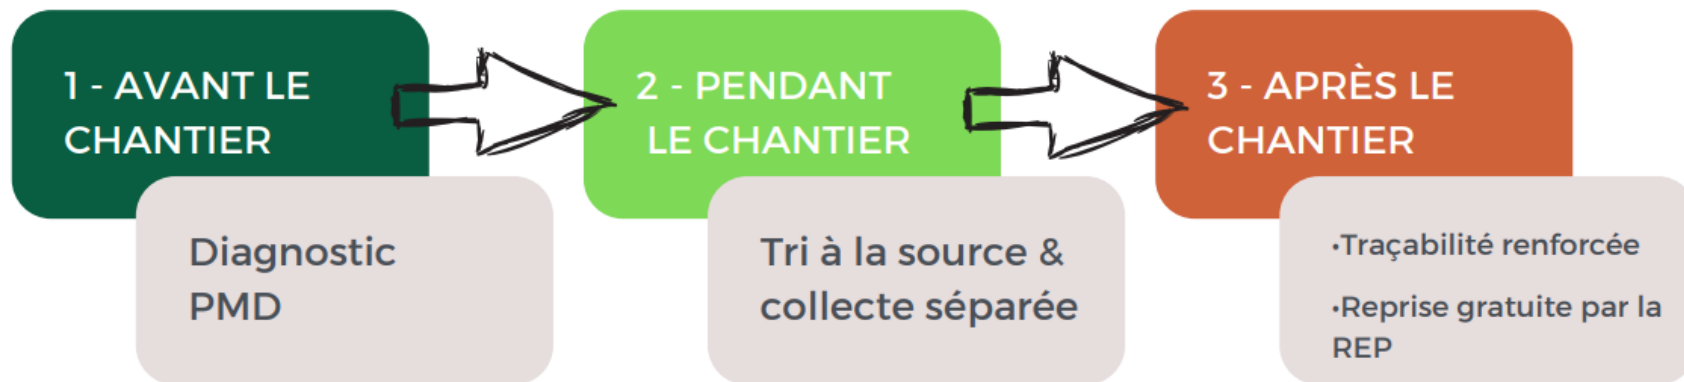 1 - AVANT LE
CHANTIER
Diagnostic
PMD
2 - PENDANT
LE CHANTIER
Tri à la source &
collecte séparée
3 - APRÈS LE
CHANTIER
•Traçabilité renforcée
•Reprise gratuite par la
REP